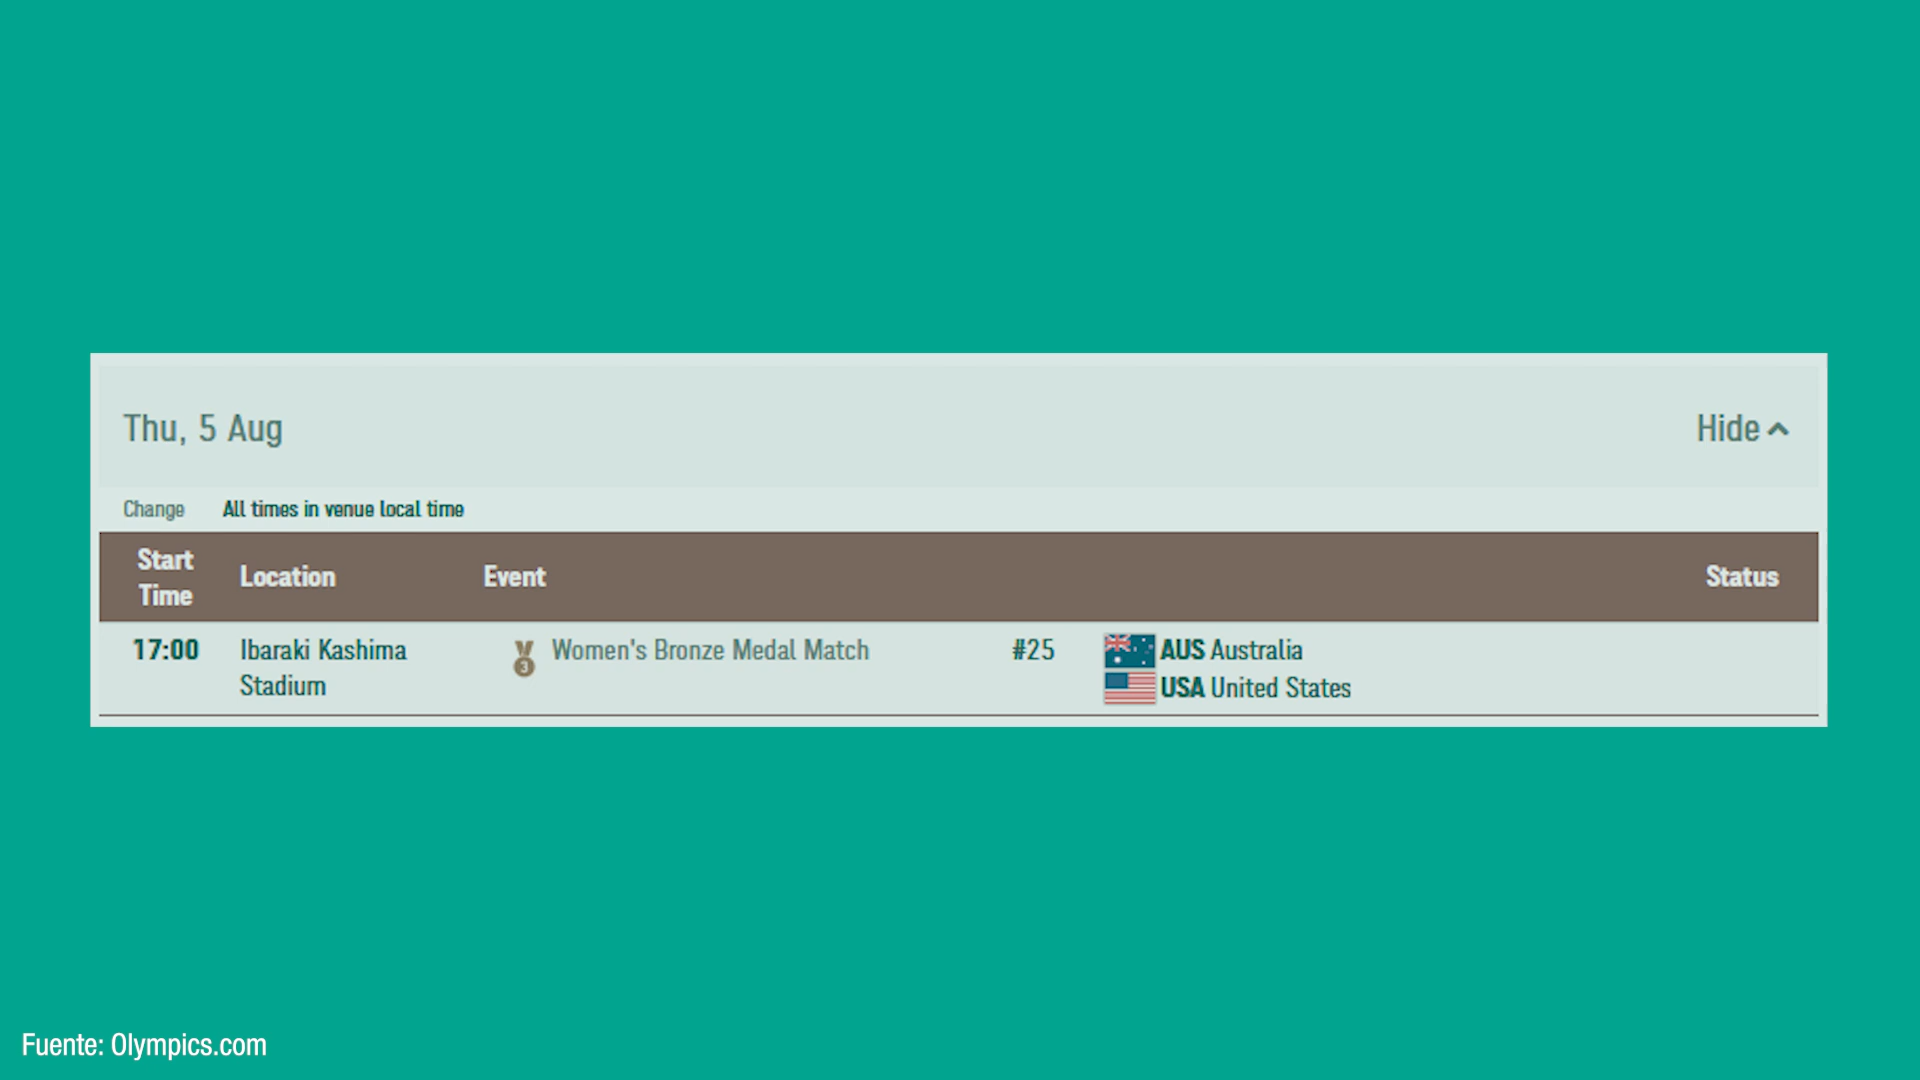 Thu, 5 Aug
Hide
Change All times in venue local time
Start Time Location Event Status
17:00 Ibaraki Kashima Stadium 3 Women's Bronze Medal Match #25 AUS Australia
USA United States
Fuente: Olympics.com